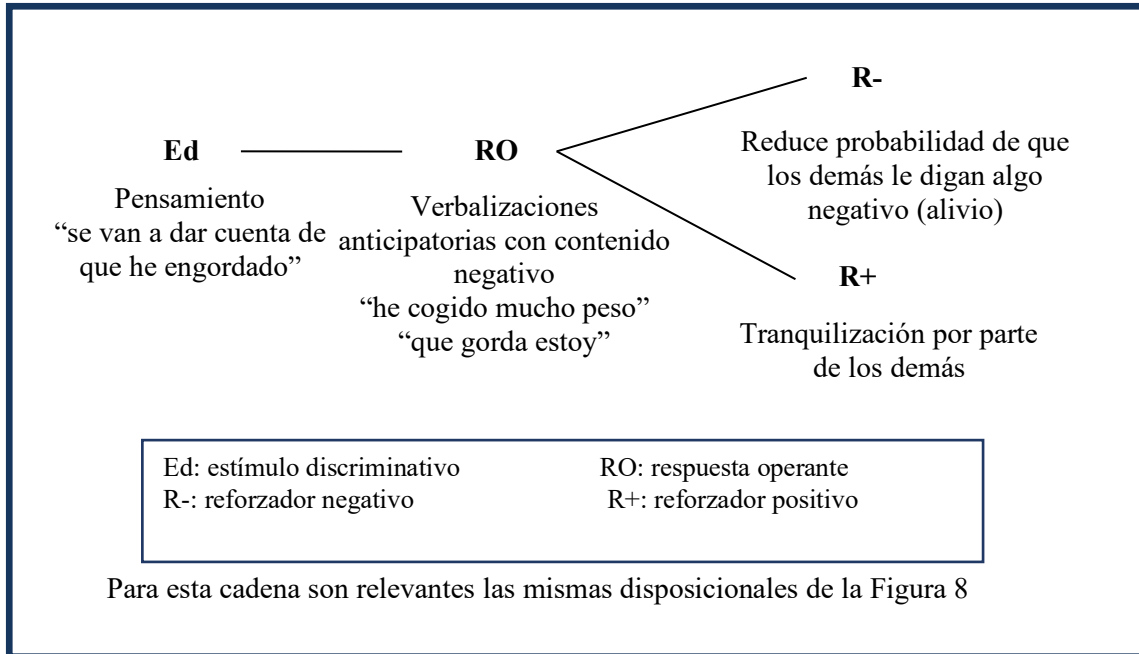 Ed
Pensamiento
“se van a dar cuenta de
que he engordado”
RO
Verbalizaciones
anticipatorias con contenido
negativo
“he cogido mucho peso”
“que gorda estoy”
R-
Reduce probabilidad de que
los demás le digan algo
negativo (alivio)
R+
Tranquilización por parte
de los demás
Ed: estímulo discriminativo RO: respuesta operante
R-: reforzador negativo R+: reforzador positivo
Para esta cadena son relevantes las mismas disposicionales de la Figura 8